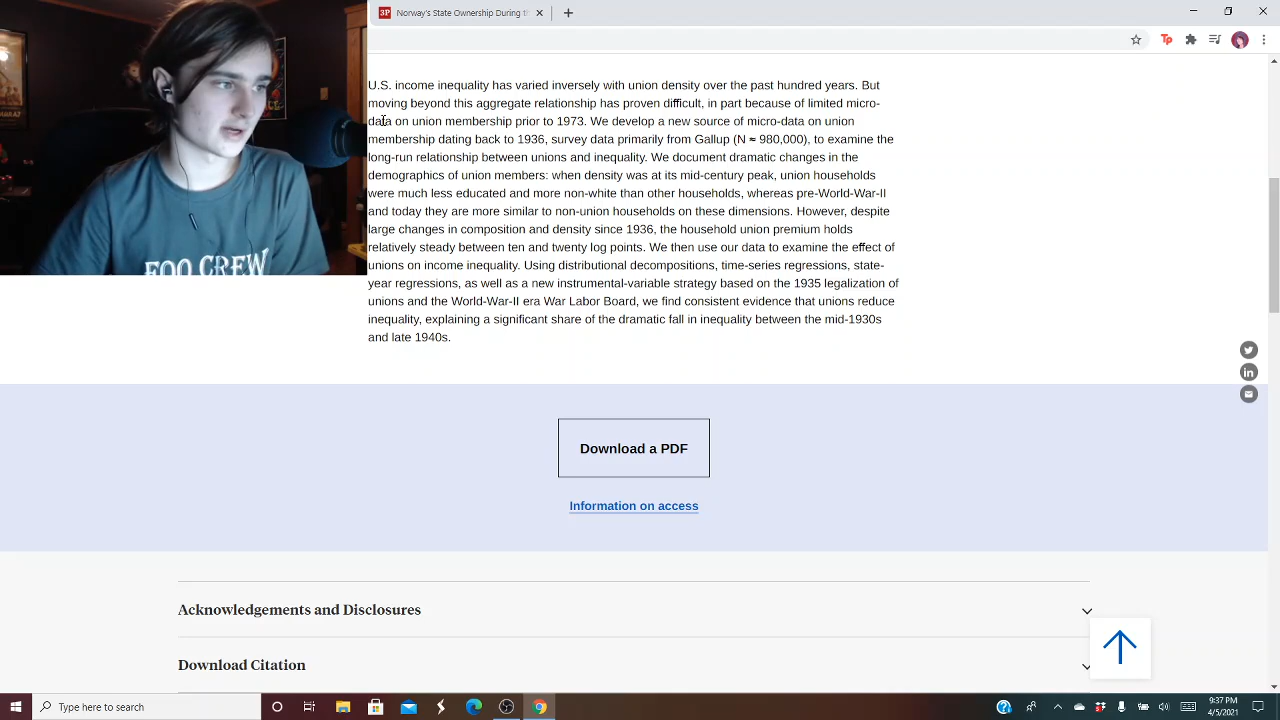 Norway's State Ownership During th
U.S. income inequality has varied inversely with union density over the past hundred years. But
moving beyond this aggregate relationship has proven difficult, in part because of limited micro-
data on union membership prior to 1973. We develop a new source of micro-data on union
membership dating back to 1936, survey data primarily from Gallup (N ≈ 980,000), to examine the
long-run relationship between unions and inequality. We document dramatic changes in the
demographics of union members: when density was at its mid-century peak, union households
were much less educated and more non-white than other households, whereas pre-World-War-II
and today they are more similar to non-union households on these dimensions. However, despite
large changes in composition and density since 1936, the household union premium holds
relatively steady between ten and twenty log points. We then use our data to examine the effect of
unions on income inequality. Using distributional decompositions, time-series regressions, state-
year regressions, as well as a new instrumental-variable strategy based on the 1935 legalization of
unions and the World-War-II era War Labor Board, we find consistent evidence that unions reduce
inequality, explaining a significant share of the dramatic fall in inequality between the mid-1930s
and late 1940s.
FOO CREW
Download a PDF
Information on access
Acknowledgements and Disclosures
Download Citation
Type here to search
9:37 PM
4/5/2021